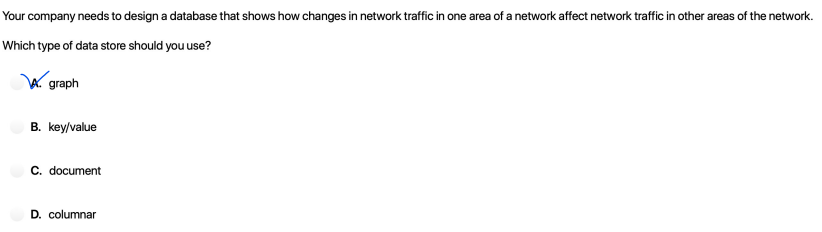 Your company needs to design a database that shows how changes in network traffic in one area of a network affect network traffic in other areas of the network.
Which type of data store should you use?
A. graph
B. key/value
C. document
D. columnar